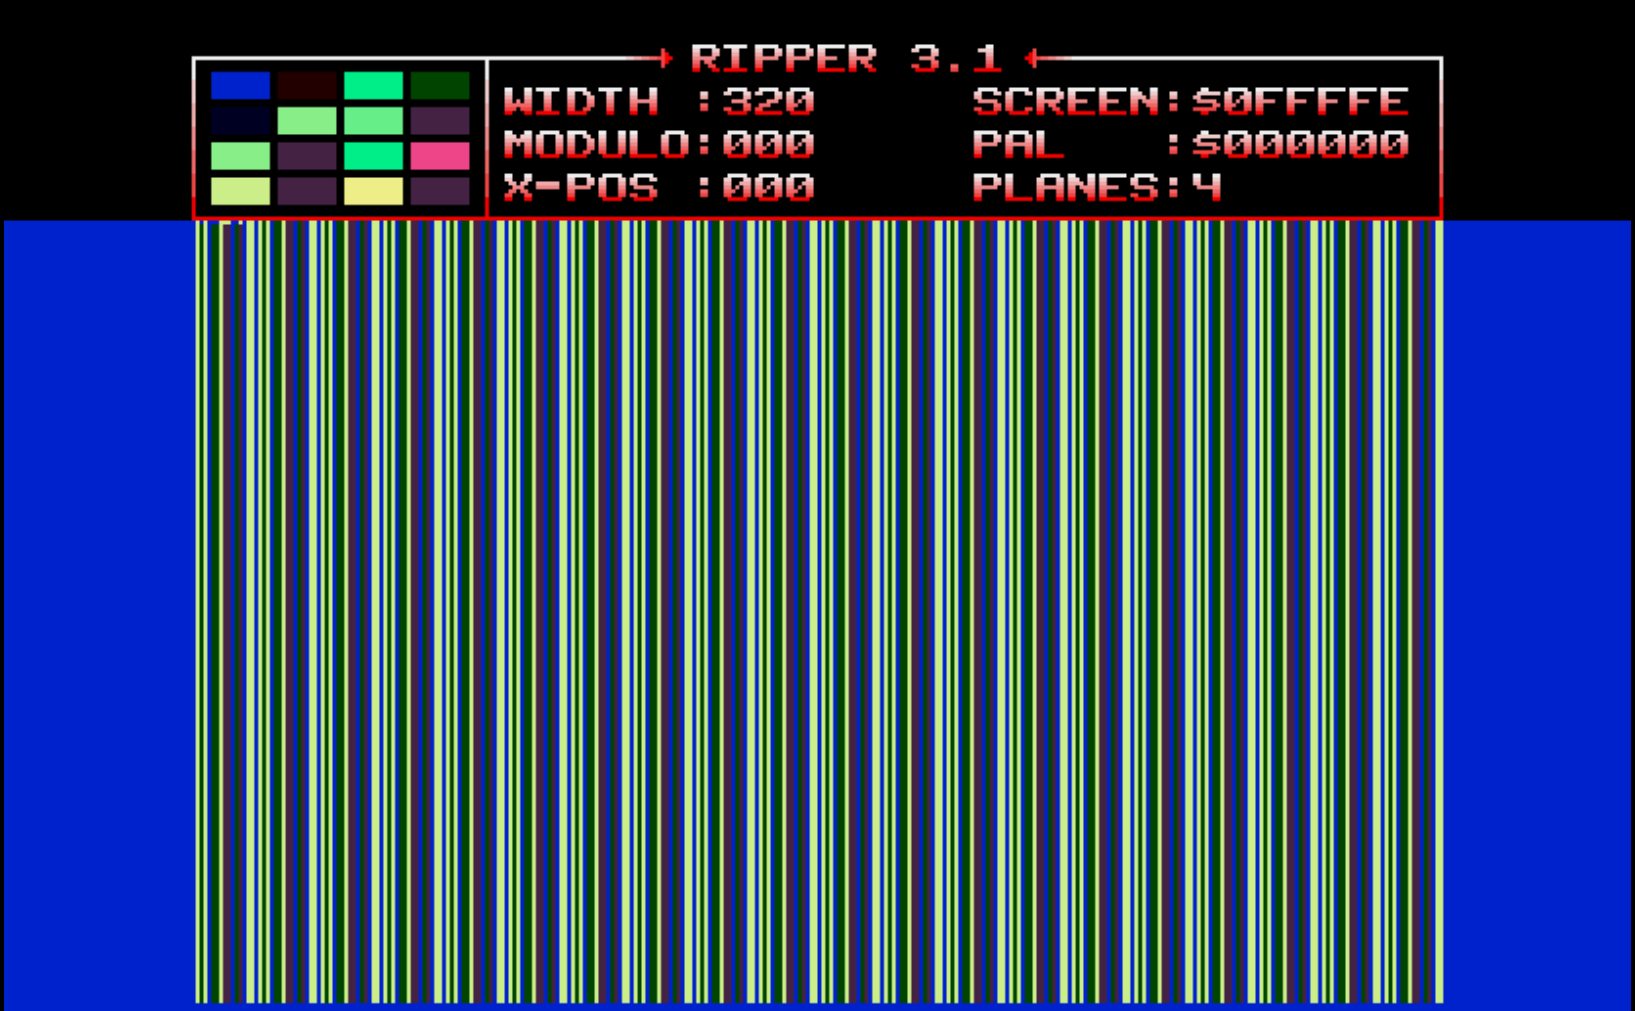 RIPPER 3.1
WIDTH :320 SCREEN:$0FFFFE
MODULO:000 PAL :$000000
X-POS :000 PLANES:4